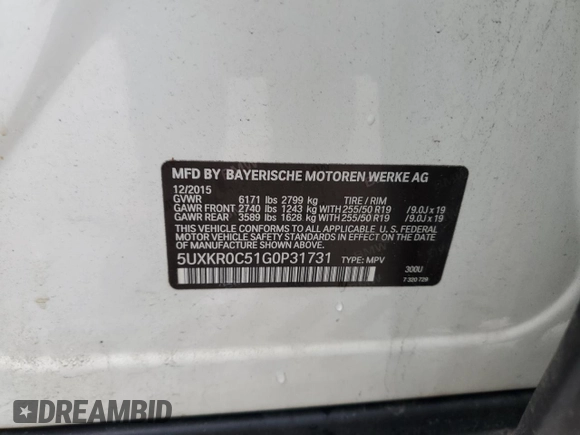 MFD BY BAYERISCHE MOTOREN WERKE AG
12/2015
GVWR 6171 lbs 2799 kg TIRE / RIM
GAWR FRONT 2740 lbs 1243 kg WITH 255/50 R19 /9.0J x 19
GAWR REAR 3589 lbs 1628 kg WITH 255/50 R19 /9.0J x 19
THIS VEHICLE CONFORMS TO ALL APPLICABLE U.S. FEDERAL
MOTOR VEHICLE SAFETY STANDARDS IN EFFECT ON THE DATE OF
MANUFACTURE SHOWN ABOVE.
5UXKR0C51G0P31731 TYPE: MPV
300U
7 320 729
DREAMBID